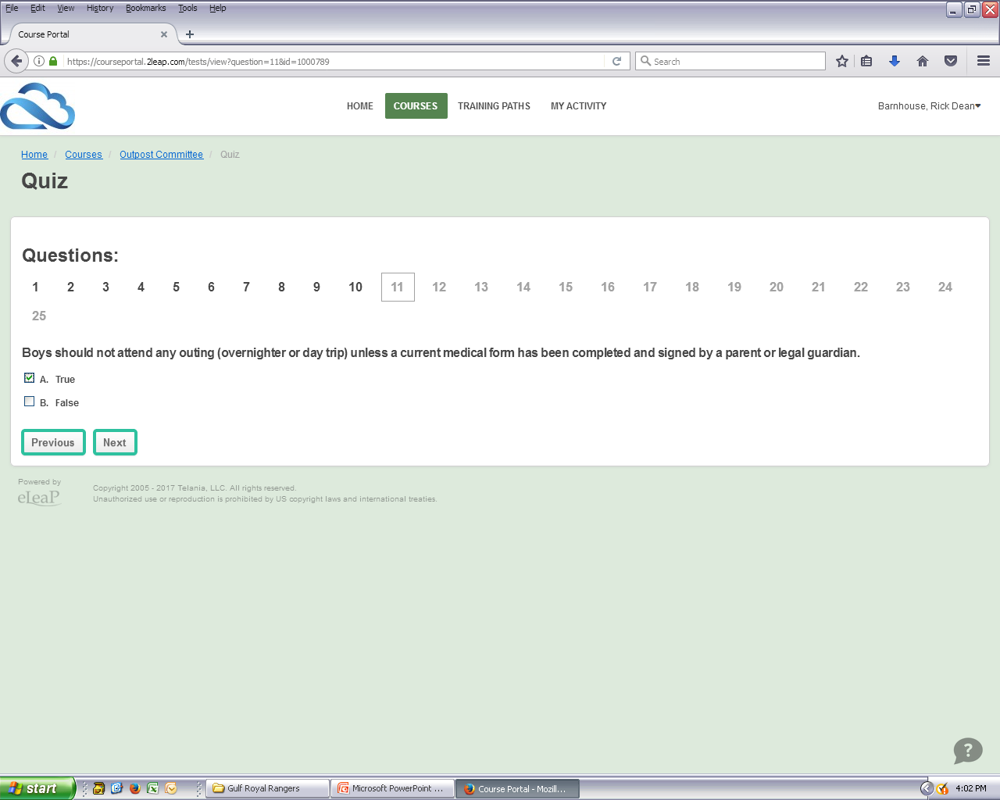 File Edit View History Bookmarks Tools Help
Course Portal
https://courseportal.2leap.com/tests/view?question=11&id=1000789
Search
HOME COURSES TRAINING PATHS MY ACTIVITY
Barnhouse, Rick Dean
Home / Courses / Outpost Committee / Quiz
Quiz
Questions:
1 2 3 4 5 6 7 8 9 10 11 12 13 14 15 16 17 18 19 20 21 22 23 24
25
Boys should not attend any outing (overnighter or day trip) unless a current medical form has been completed and signed by a parent or legal guardian.
A. True
B. False
Previous Next
Powered by
eLeaP
Copyright 2005 - 2017 Telania, LLC. All rights reserved.
Unauthorized use or reproduction is prohibited by US copyright laws and international treaties.
?
start Gulf Royal Rangers Microsoft PowerPoint ... Course Portal - Mozill... 4:02 PM